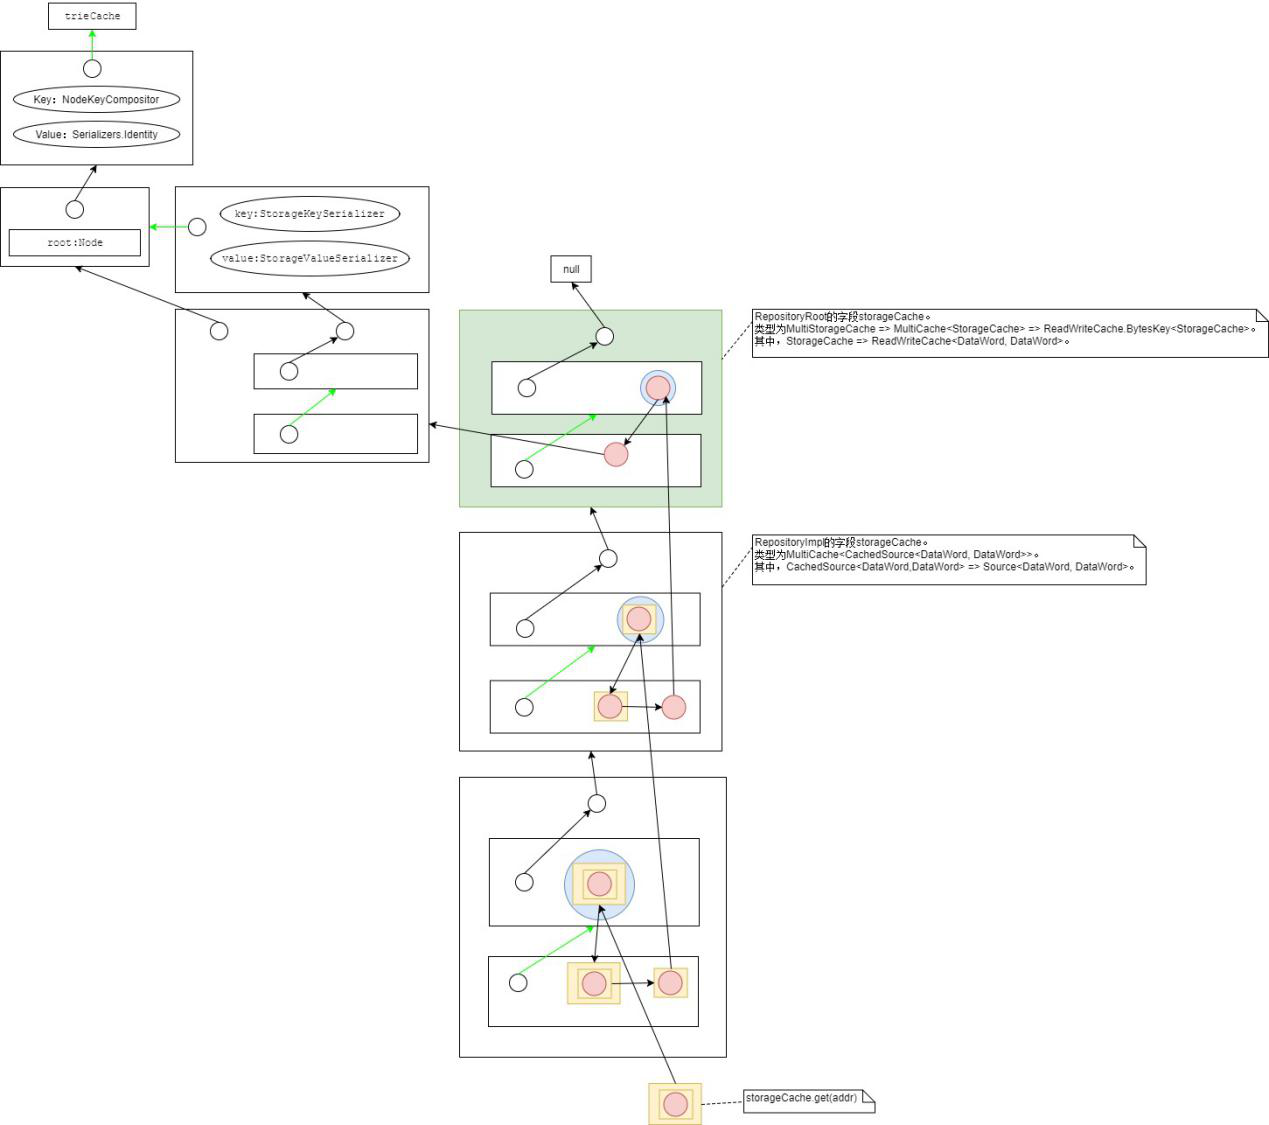 trieCache
Key：NodeKeyCompositor
Value：Serializers.Identity
key:StorageKeySerializer
root:Node
value:StorageValueSerializer
null
RepositoryRoot的字段storageCache。
类型为MultiStorageCache => MultiCache<StorageCache> => ReadWriteCache.BytesKey<StorageCache>。
其中，StorageCache => ReadWriteCache<DataWord, DataWord>。
RepositoryImpl的字段storageCache。
类型为MultiCache<CachedSource<DataWord, DataWord>>。
其中，CachedSource<DataWord,DataWord> => Source<DataWord, DataWord>。
storageCache.get(addr)